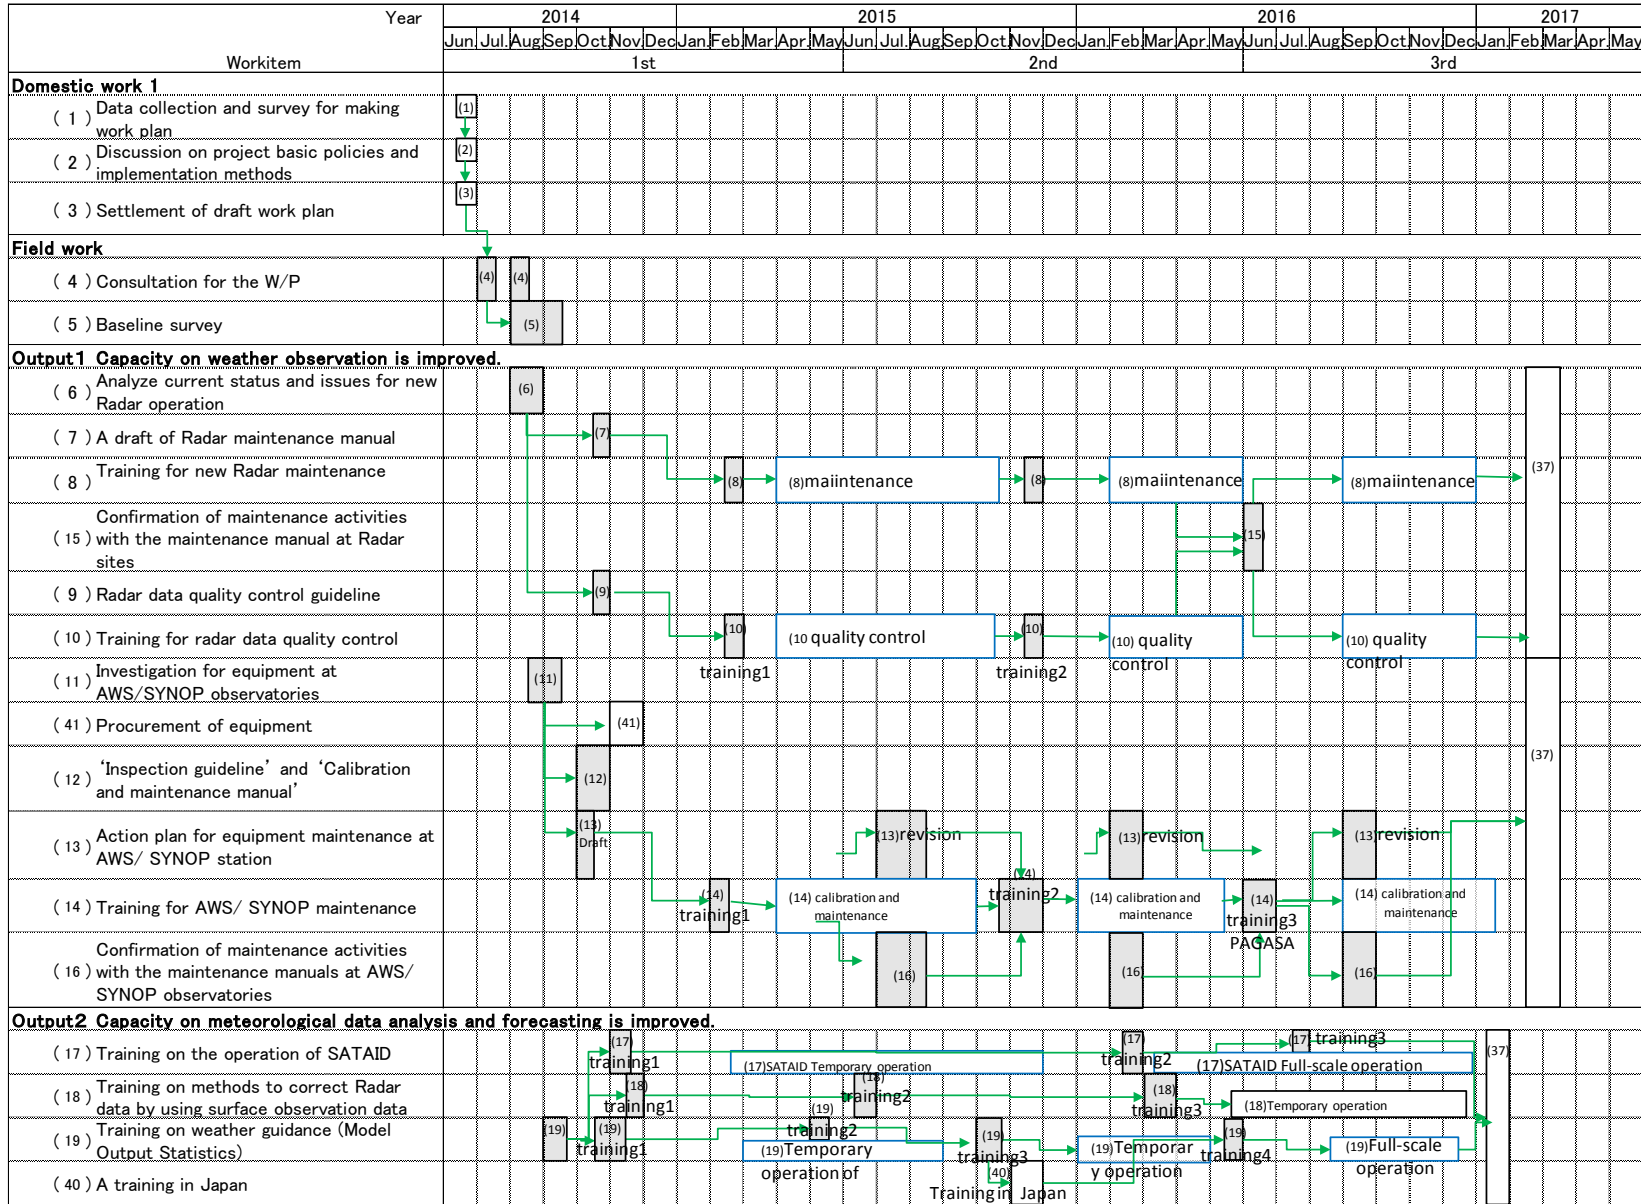 Year
2014
2015
2016
2017
Jun. Jul. Aug. Sep. Oct. Nov. Dec. Jan. Feb. Mar. Apr. May Jun. Jul. Aug. Sep. Oct. Nov. Dec. Jan. Feb. Mar. Apr. May Jun. Jul. Aug. Sep. Oct. Nov. Dec. Jan. Feb. Mar. Apr. May
Workitem
1st
2nd
3rd
Domestic work 1
( 1 ) Data collection and survey for making
work plan
(1)
( 2 ) Discussion on project basic policies and
implementation methods
(2)
( 3 ) Settlement of draft work plan
(3)
Field work
( 4 ) Consultation for the W/P
(4)
(4)
( 5 ) Baseline survey
(5)
Output1 Capacity on weather observation is improved.
( 6 ) Analyze current status and issues for new
Radar operation
(6)
( 7 ) A draft of Radar maintenance manual
(7)
( 8 ) Training for new Radar maintenance
(8)
(8)maiintenance
(8)
(8)maiintenance
(8)maiintenance
(37)
( 15 ) Confirmation of maintenance activities
with the maintenance manual at Radar
sites
(15)
( 9 ) Radar data quality control guideline
(9)
( 10 ) Training for radar data quality control
(10)
training1
(10 quality control
(10)
training2
(10) quality
control
(10) quality
control
( 11 ) Investigation for equipment at
AWS/SYNOP observatories
(11)
( 41 ) Procurement of equipment
(41)
( 12 ) ‘Inspection guideline’ and ‘Calibration
and maintenance manual’
(12)
(37)
( 13 ) Action plan for equipment maintenance at
AWS/ SYNOP station
(13)
Draft
(13)revision
(13)revision
(13)revision
( 14 ) Training for AWS/ SYNOP maintenance
(14)
training1
(14) calibration and
maintenance
(14)
training2
(14) calibration and
maintenance
(14)
training3
PAGASA
(14) calibration and
maintenance
( 16 ) Confirmation of maintenance activities
with the maintenance manuals at AWS/
SYNOP observatories
(16)
(16)
(16)
Output2 Capacity on meteorological data analysis and forecasting is improved.
( 17 ) Training on the operation of SATAID
(17)
training1
(17)SATAID Temporary operation
(17)
training2
(17)SATAID Full-scale operation
(17)
training3
(37)
( 18 ) Training on methods to correct Radar
data by using surface observation data
(18)
training1
(18)
training2
(18)
training3
(18)Temporary operation
( 19 ) Training on weather guidance (Model
Output Statistics)
(19)
(19)
training1
(19)
training2
(19)Temporary
operation of
(19)
training3
(19)Temporar
y operation
(19)
training4
(19)Full-scale
operation
( 40 ) A training in Japan
(40)
Training in Japan